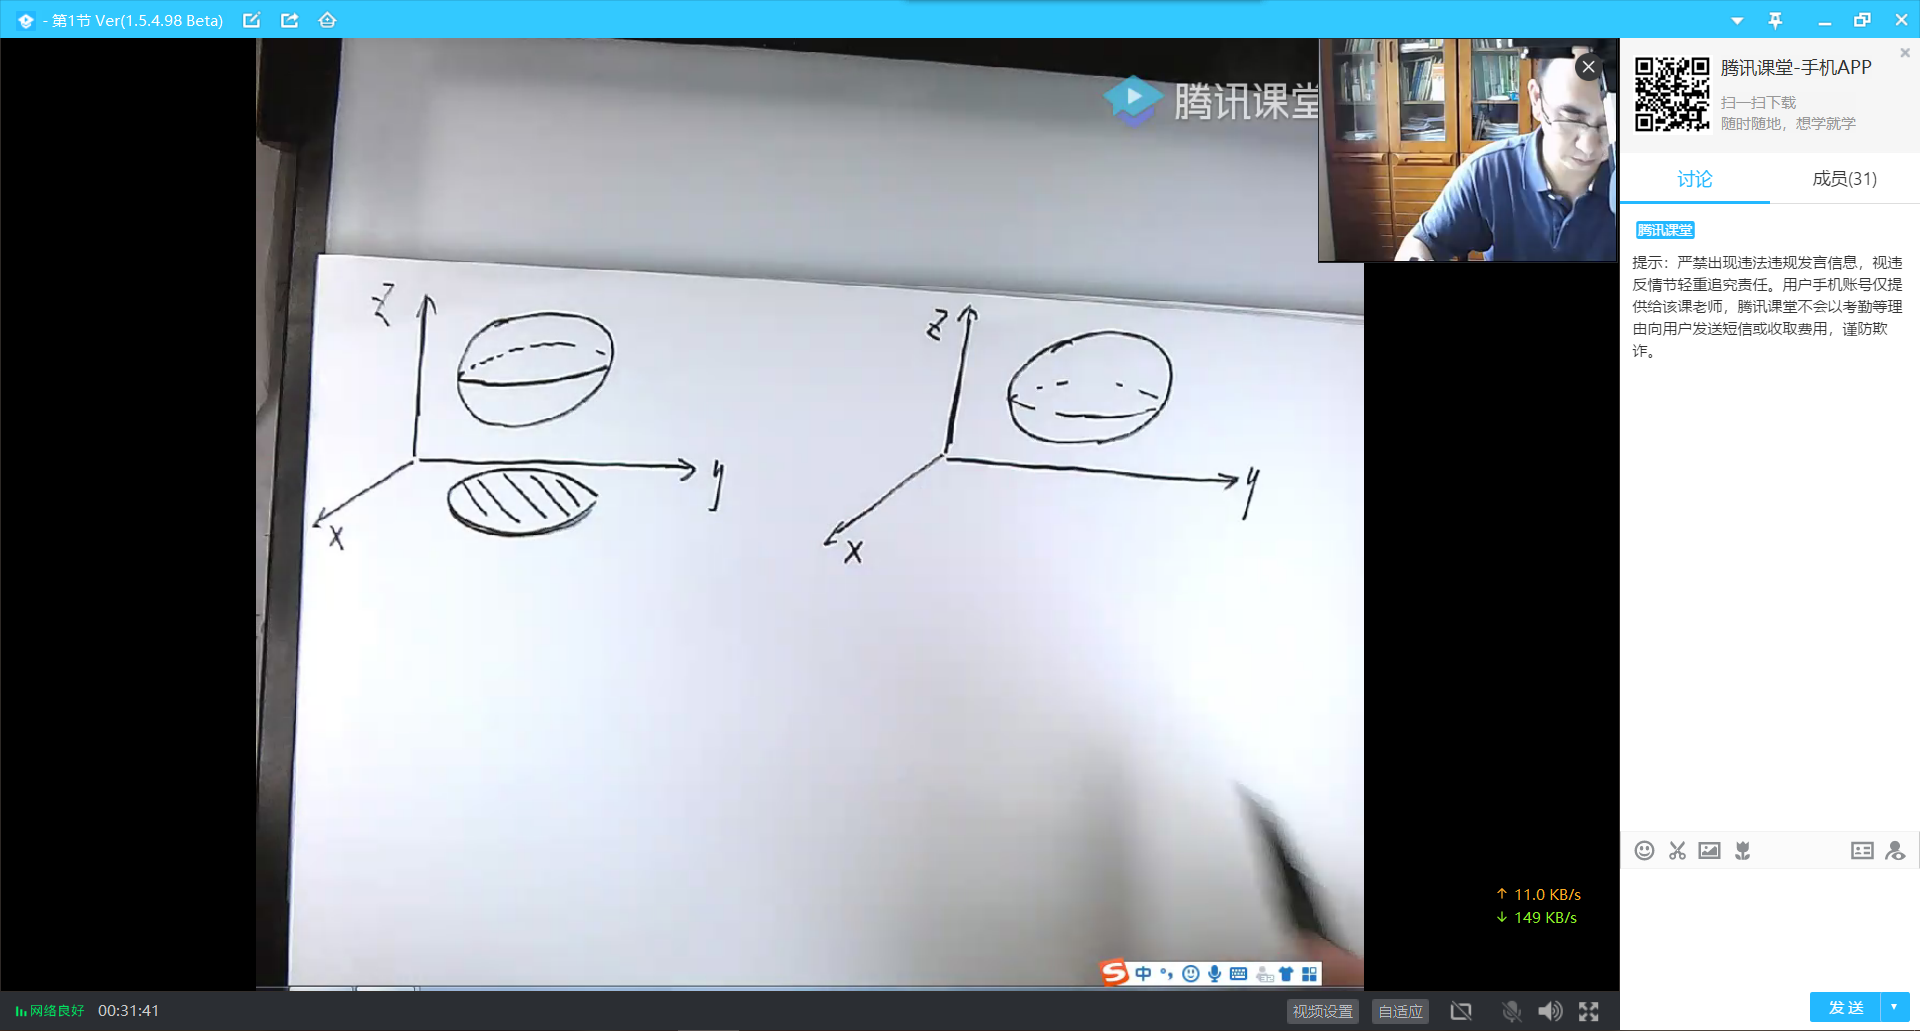 - 第1节 Ver(1.5.4.98 Beta)
腾讯课堂
腾讯课堂-手机APP
扫一扫下载
随时随地，想学就学
讨论
成员(31)
腾讯课堂
提示：严禁出现违法违规发言信息，视违
反情节轻重追究责任。用户手机账号仅提
供给该课老师，腾讯课堂不会以考勤等理
由向用户发送短信或收取费用，谨防欺
诈。
Z
y
x
Z
y
x
↑ 11.0 KB/s
↓ 149 KB/s
S 中
网络良好 00:31:41
视频设置
自适应
发送